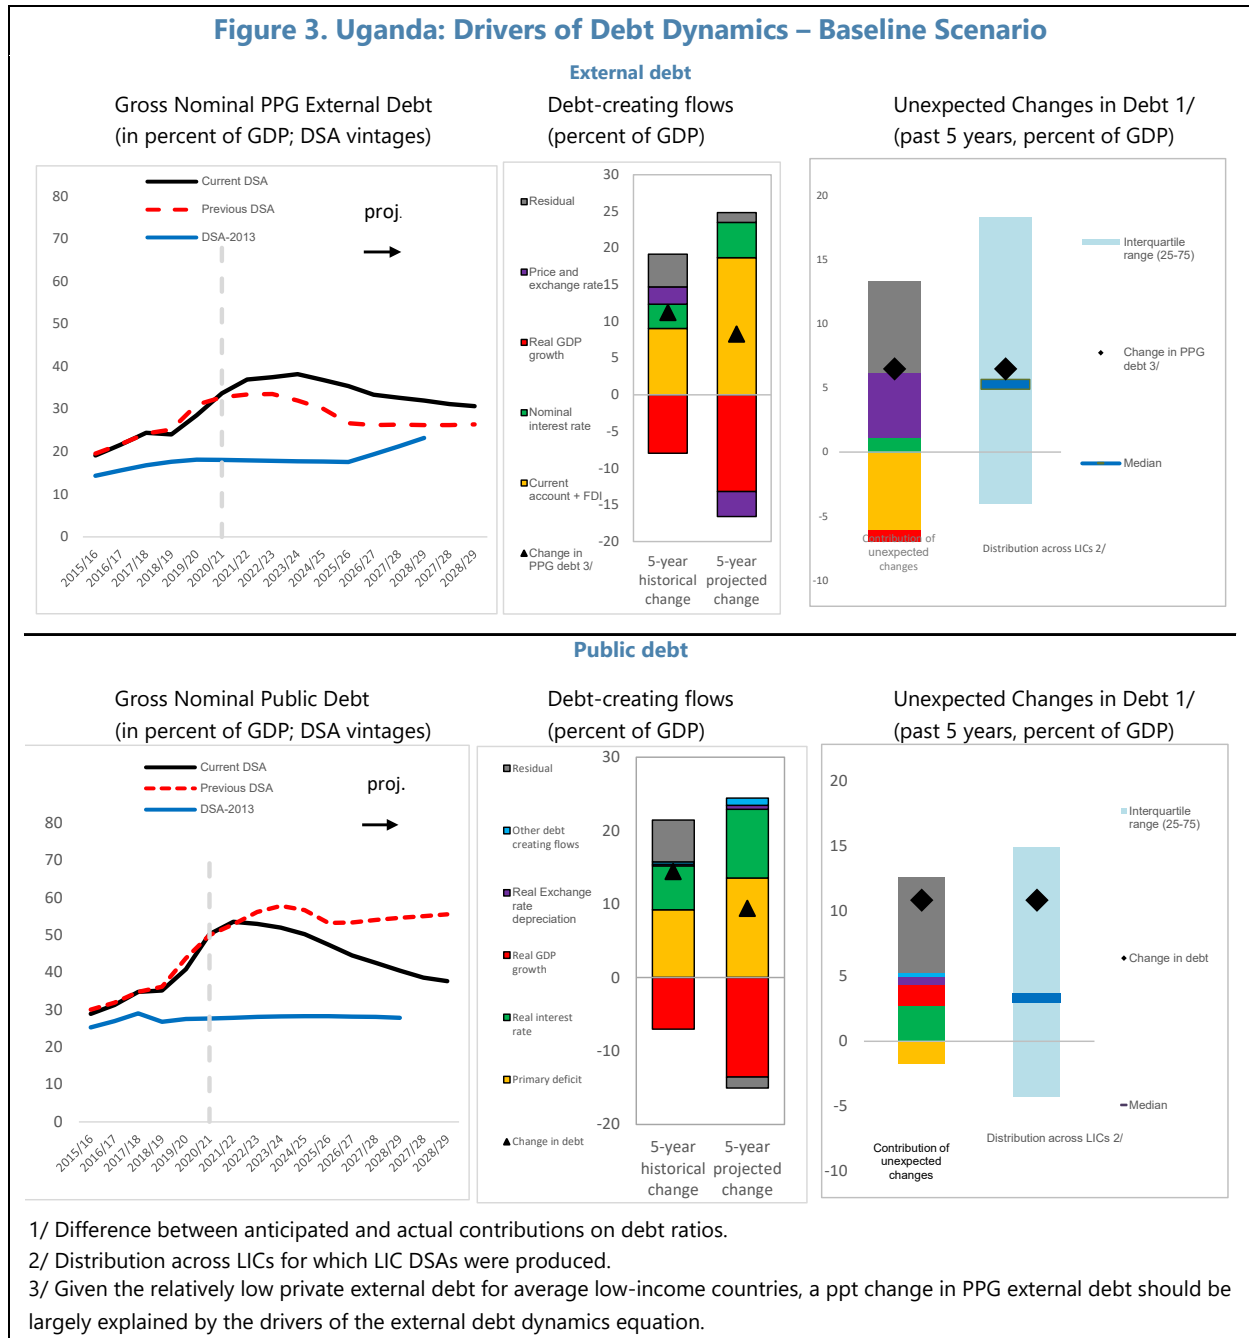 Figure 3. Uganda: Drivers of Debt Dynamics – Baseline Scenario
External debt
Gross Nominal PPG External Debt
(in percent of GDP; DSA vintages)
Current DSA
Previous DSA
DSA-2013
proj.
80
70
60
50
40
30
20
10
0
2015/16
2016/17
2017/18
2018/19
2019/20
2020/21
2021/22
2022/23
2023/24
2024/25
2025/26
2026/27
2027/28
2028/29
2027/28
2028/29
Debt-creating flows
(percent of GDP)
Residual
Price and
exchange rate
Real GDP
growth
Nominal
interest rate
Current
account + FDI
Change in
PPG debt 3/
30
25
20
15
10
5
0
-5
-10
-15
-20
5-year
historical
change
5-year
projected
change
Unexpected Changes in Debt 1/
(past 5 years, percent of GDP)
20
15
10
5
0
-5
-10
Contribution of
unexpected
changes
Distribution across LICs 2/
Interquartile
range (25-75)
Change in PPG
debt 3/
Median
Public debt
Gross Nominal Public Debt
(in percent of GDP; DSA vintages)
Current DSA
Previous DSA
DSA-2013
proj.
80
70
60
50
40
30
20
10
0
2015/16
2016/17
2017/18
2018/19
2019/20
2020/21
2021/22
2022/23
2023/24
2024/25
2025/26
2026/27
2027/28
2028/29
2027/28
2028/29
Debt-creating flows
(percent of GDP)
Residual
Other debt
creating flows
Real Exchange
rate
depreciation
Real GDP
growth
Real interest
rate
Primary deficit
Change in debt
30
20
10
0
-10
-20
5-year
historical
change
5-year
projected
change
Unexpected Changes in Debt 1/
(past 5 years, percent of GDP)
20
15
10
5
0
-5
-10
Contribution of
unexpected
changes
Distribution across LICs 2/
Interquartile
range (25-75)
Change in debt
Median
1/ Difference between anticipated and actual contributions on debt ratios.
2/ Distribution across LICs for which LIC DSAs were produced.
3/ Given the relatively low private external debt for average low-income countries, a ppt change in PPG external debt should be
largely explained by the drivers of the external debt dynamics equation.